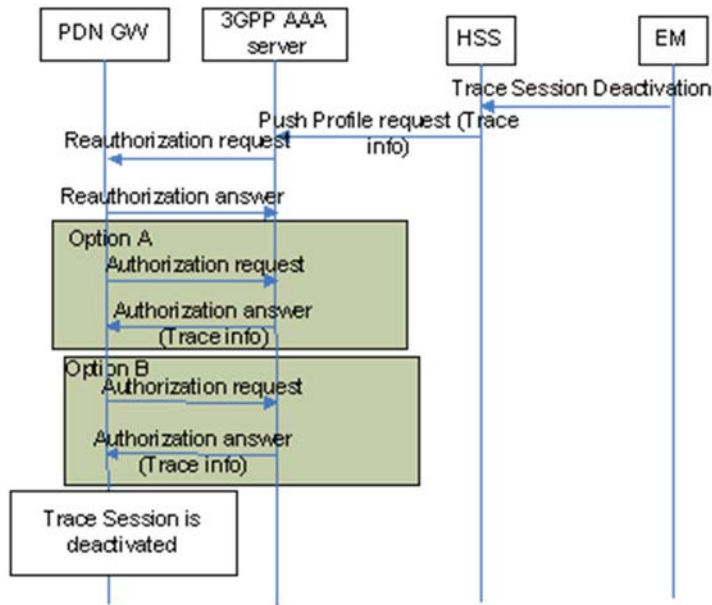 PDN GW
3GPP AAA
server
HSS
EM
Trace Session Deactivation
Push Profile request (Trace
info)
Reauthorization request
Reauthorization answer
Option A
Authorization request
Authorization answer
(Trace info)
Option B
Authorization request
Authorization answer
(Trace info)
Trace Session is
deactivated